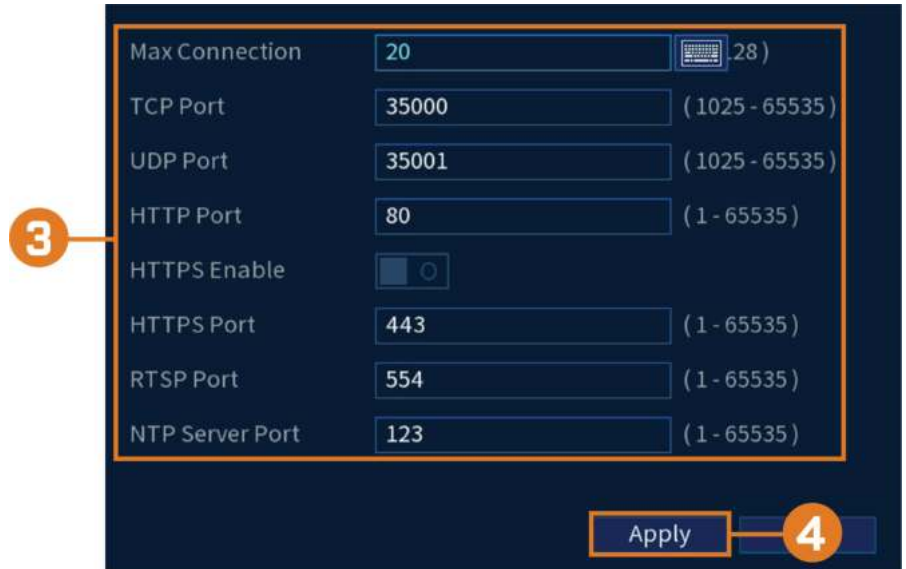 Max Connection 20 .28 )
TCP Port 35000 ( 1025 - 65535 )
UDP Port 35001 ( 1025 - 65535 )
HTTP Port 80 ( 1 - 65535 )
3
HTTPS Enable
HTTPS Port 443 ( 1 - 65535 )
RTSP Port 554 ( 1 - 65535 )
NTP Server Port 123 ( 1 - 65535 )
Apply 4